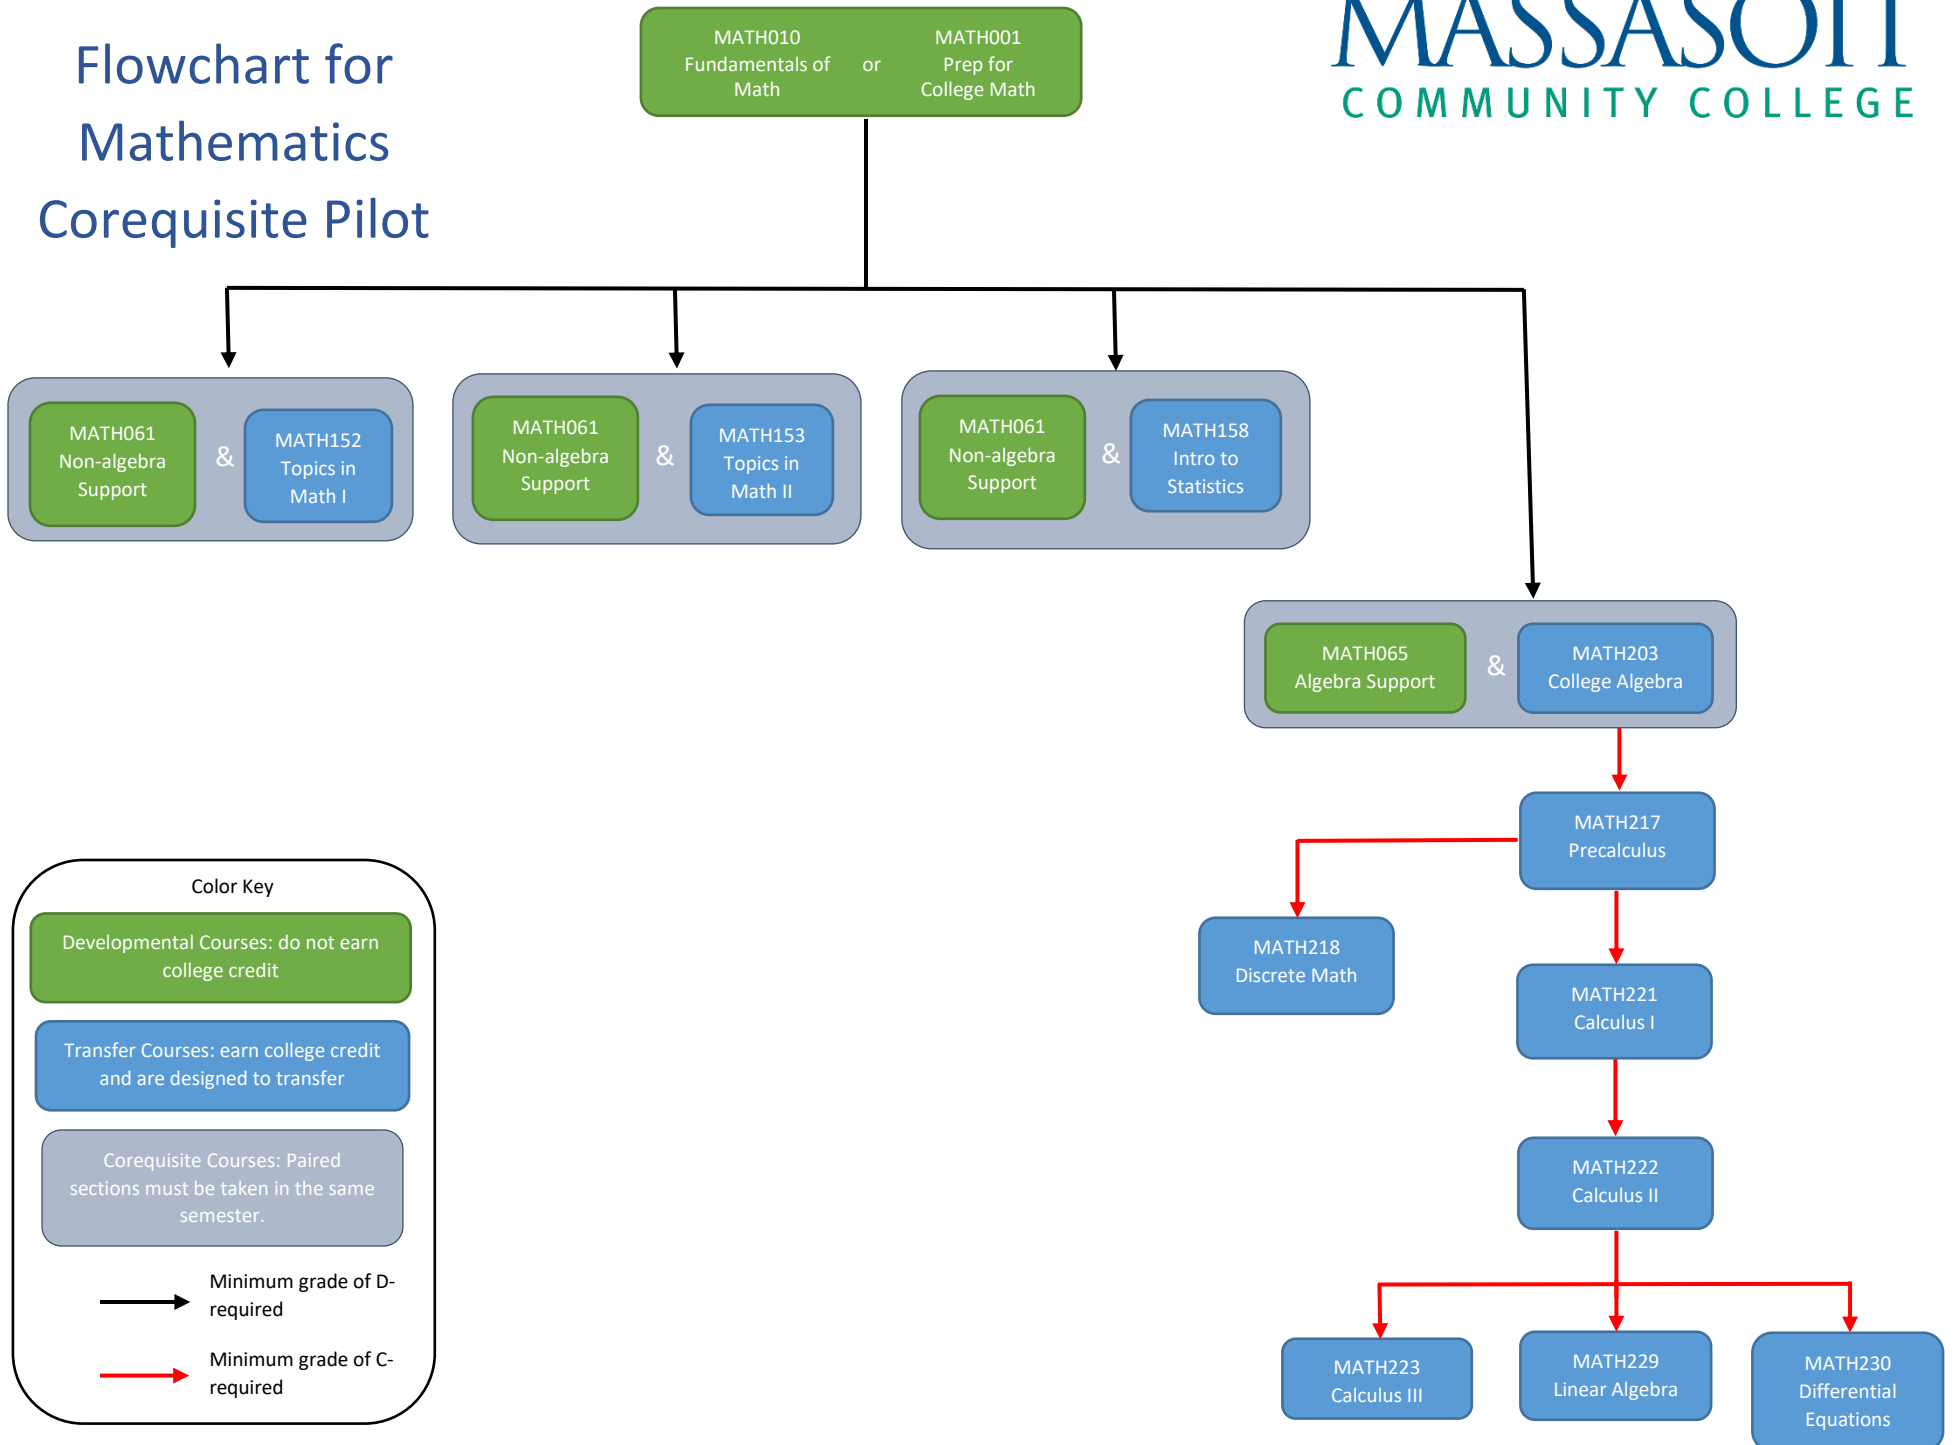 Flowchart for
Mathematics
Corequisite Pilot
MATH010
Fundamentals of
Math
or
MATH001
Prep for
College Math
MASSASOIT
COMMUNITY COLLEGE
MATH061
Non-algebra
Support
&
MATH152
Topics in
Math I
MATH061
Non-algebra
Support
&
MATH153
Topics in
Math II
MATH061
Non-algebra
Support
&
MATH158
Intro to
Statistics
MATH065
Algebra Support
&
MATH203
College Algebra
MATH217
Precalculus
MATH218
Discrete Math
MATH221
Calculus I
MATH222
Calculus II
MATH223
Calculus III
MATH229
Linear Algebra
MATH230
Differential
Equations
Color Key
Developmental Courses: do not earn
college credit
Transfer Courses: earn college credit
and are designed to transfer
Corequisite Courses: Paired
sections must be taken in the same
semester.
Minimum grade of D-
required
Minimum grade of C-
required